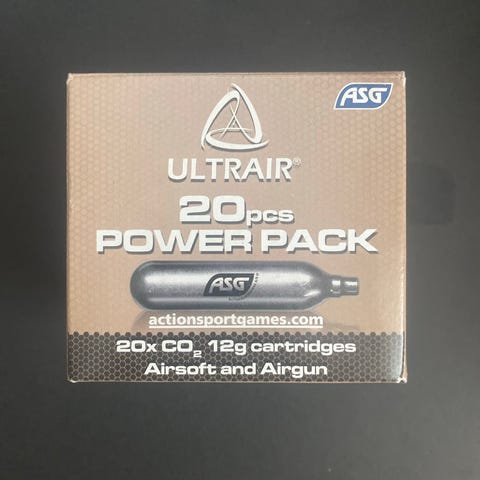 ASG
ULTRAIR®
20pcs
POWER PACK
ASG
actionsportgames.com
20x CO₂ 12g cartridges
Airsoft and Airgun